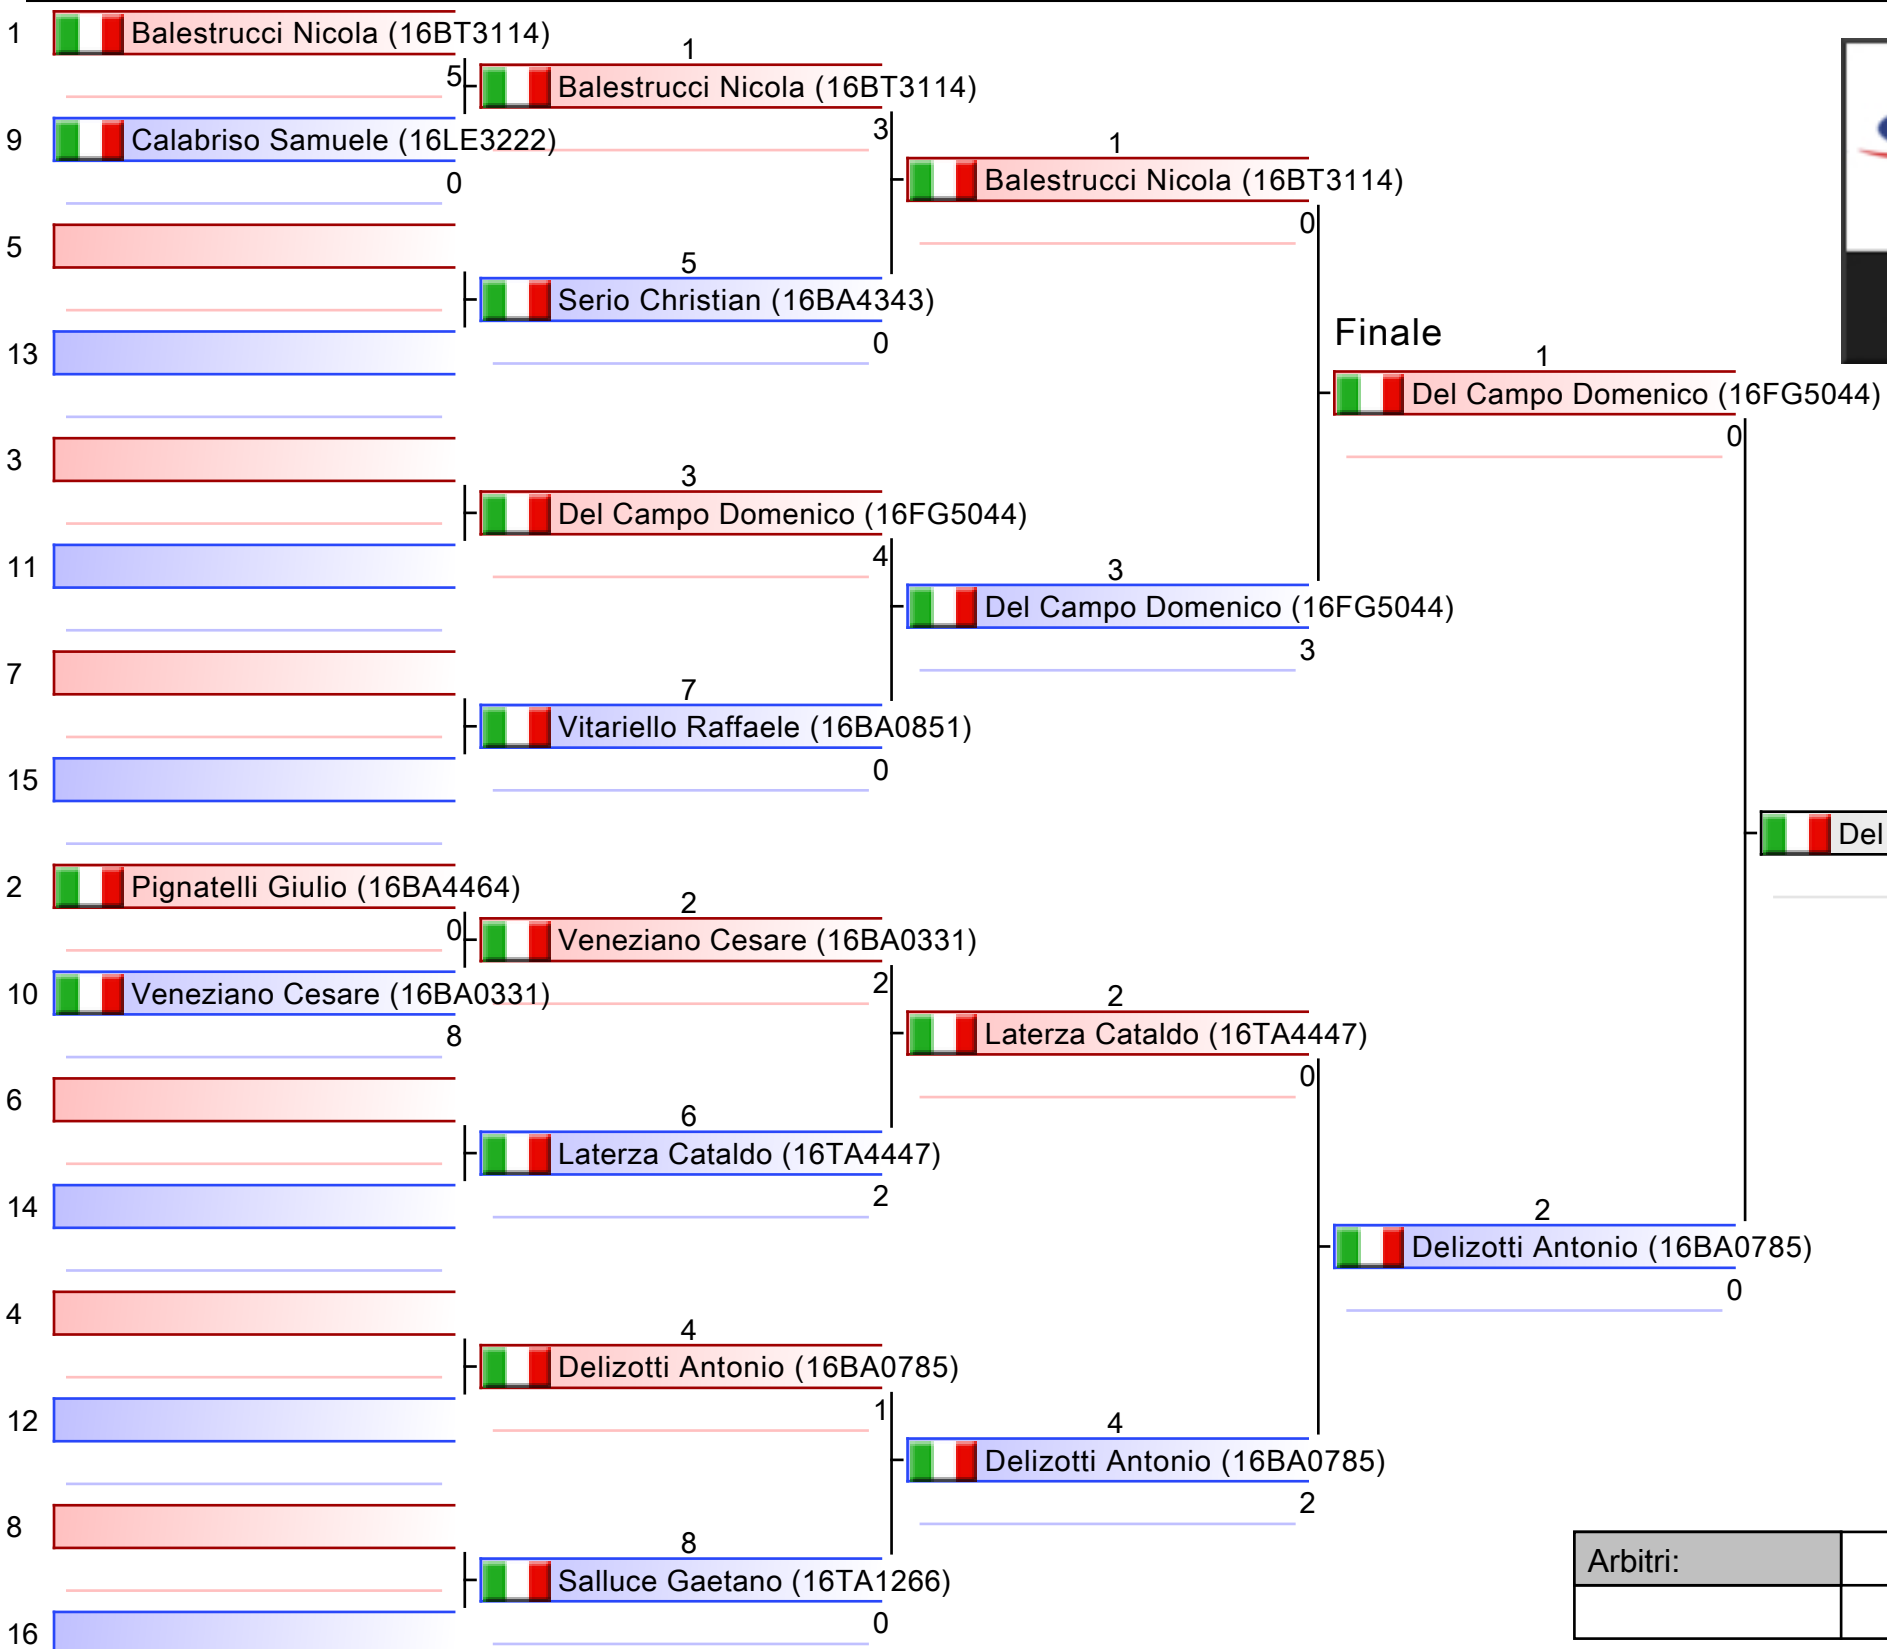 1 Balestrucci Nicola (16BT3114)
5
9 Calabriso Samuele (16LE3222)
0
5
13
3
11
7
15
2 Pignatelli Giulio (16BA4464)
0
10 Veneziano Cesare (16BA0331)
8
6
14
4
12
8
16
1
Balestrucci Nicola (16BT3114)
3
5
Serio Christian (16BA4343)
0
3
Del Campo Domenico (16FG5044)
4
7
Vitariello Raffaele (16BA0851)
0
2
Veneziano Cesare (16BA0331)
2
6
Laterza Cataldo (16TA4447)
2
4
Delizotti Antonio (16BA0785)
1
8
Salluce Gaetano (16TA1266)
0
1
Balestrucci Nicola (16BT3114)
0
3
Del Campo Domenico (16FG5044)
3
2
Laterza Cataldo (16TA4447)
0
4
Delizotti Antonio (16BA0785)
2
Finale
1
Del Campo Domenico (16FG5044)
0
2
Delizotti Antonio (16BA0785)
0
Del
Arbitri: